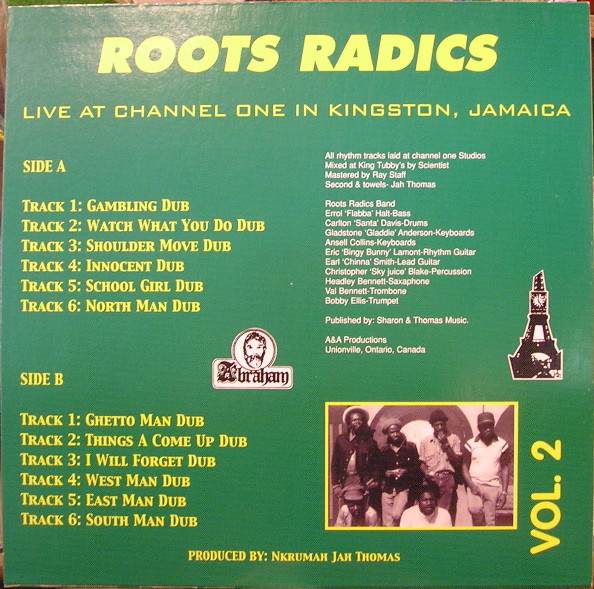 ROOTS RADICS
LIVE AT CHANNEL ONE IN KINGSTON, JAMAICA
SIDE A
TRACK 1: GAMBLING DUB
TRACK 2: WATCH WHAT YOU DO DUB
TRACK 3: SHOULDER MOVE DUB
TRACK 4: INNOCENT DUB
TRACK 5: SCHOOL GIRL DUB
TRACK 6: NORTH MAN DUB
All rhythm tracks laid at channel one Studios
Mixed at King Tubby's by Scientist
Mastered by Ray Staff
Second & towels- Jah Thomas
Roots Radics Band
Errol 'Flabba' Halt-Bass
Carlton 'Santa' Davis-Drums
Gladstone 'Gladdie' Anderson-Keyboards
Ansell Collins-Keyboards
Eric 'Bingy Bunny' Lamont-Rhythm Guitar
Earl 'Chinna' Smith-Lead Guitar
Christopher 'Sky juice' Blake-Percussion
Headley Bennett-Saxaphone
Val Bennett-Trombone
Bobby Ellis-Trumpet
Published by: Sharon & Thomas Music.
A&A Productions
Unionville, Ontario, Canada
Abraham
SIDE B
TRACK 1: GHETTO MAN DUB
TRACK 2: THINGS A COME UP DUB
TRACK 3: I WILL FORGET DUB
TRACK 4: WEST MAN DUB
TRACK 5: EAST MAN DUB
TRACK 6: SOUTH MAN DUB
VOL. 2
PRODUCED BY: NKRUMAH JAH THOMAS